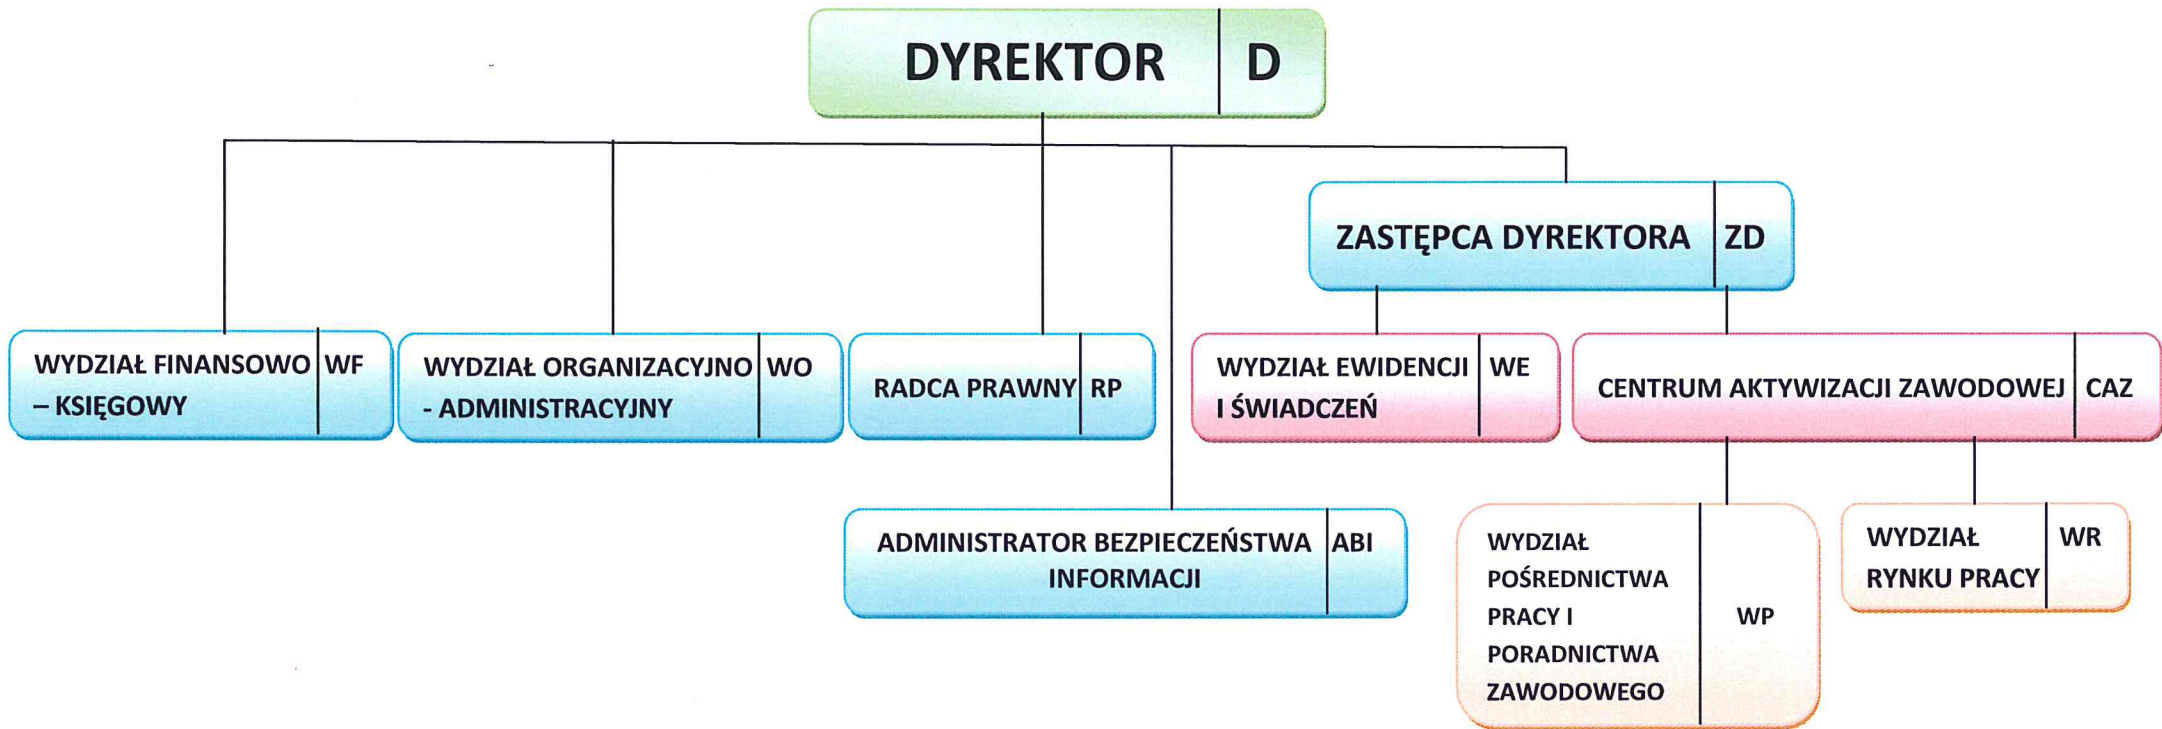 DYREKTOR D
ZASTĘPCA DYREKTORA ZD
WYDZIAŁ FINANSOWO WF
– KSIĘGOWY
WYDZIAŁ ORGANIZACYJNO WO
- ADMINISTRACYJNY
RADCA PRAWNY RP
WYDZIAŁ EWIDENCJI WE
I ŚWIADCZEŃ
CENTRUM AKTYWIZACJI ZAWODOWEJ CAZ
ADMINISTRATOR BEZPIECZEŃSTWA ABI
INFORMACJI
WYDZIAŁ
POŚREDNICTWA
PRACY I WP
PORADNICTWA
ZAWODOWEGO
WYDZIAŁ WR
RYNKU PRACY